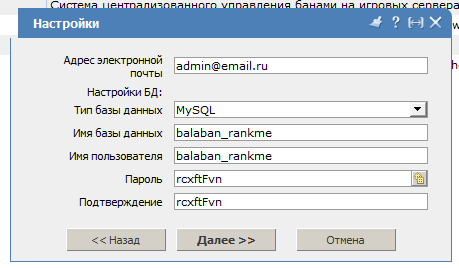 Система централизованного управления банами на игровых сервера
Настройки
Адрес электронной
почты admin@email.ru
Настройки БД:
Тип базы данных MySQL
Имя базы данных balaban_rankme
Имя пользователя balaban_rankme
Пароль rcxftFvn
Подтверждение rcxftFvn
<< Назад Далее >> Отмена